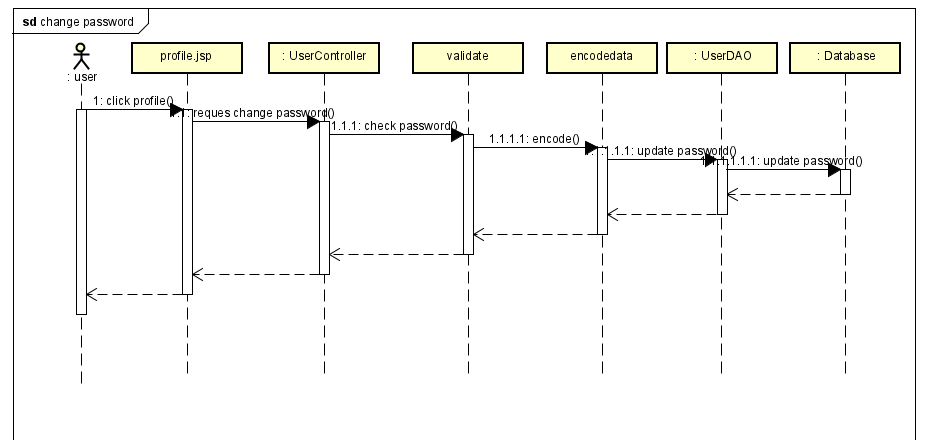 sd change password
: user
profile.jsp
: UserController
validate
encodedata
: UserDAO
: Database
1: click profile()
reques change password()
1.1.1: check password()
1.1.1.1: encode()
update password()
update password()